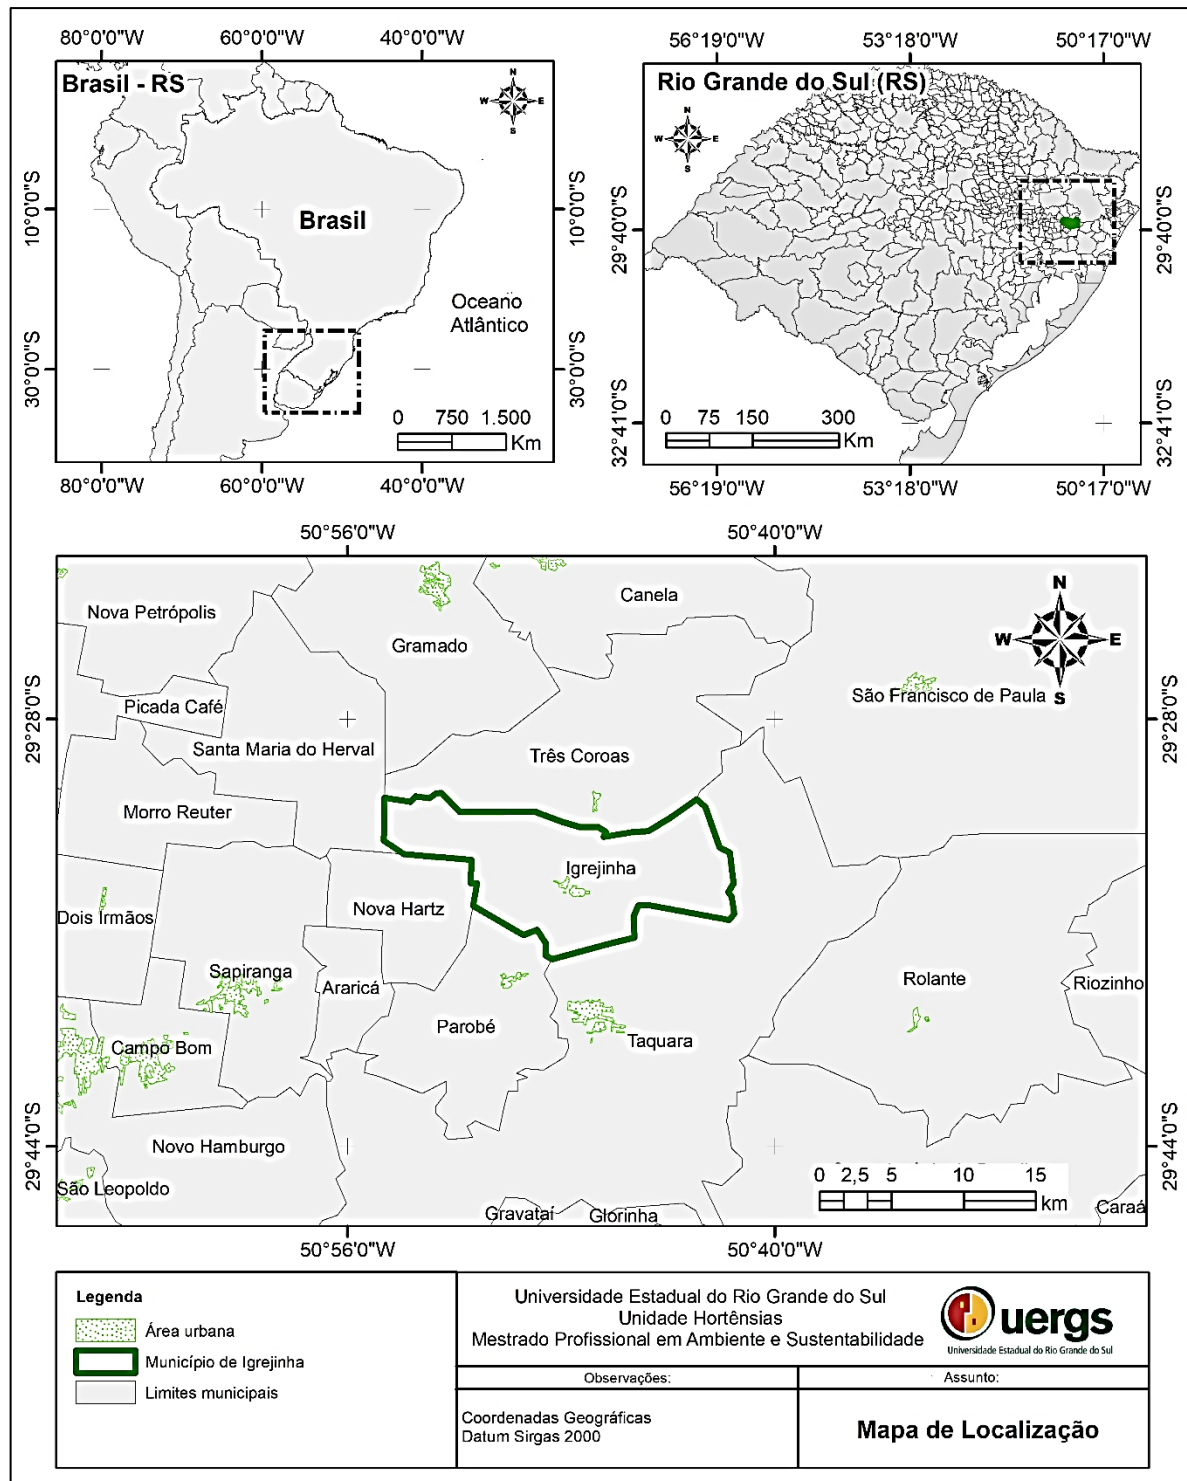 80°0'0"W 60°0'0"W 40°0'0"W
Brasil - RS
N
W E
S
10°0'0"S
10°0'0"S
Brasil
Oceano
Atlântico
30°0'0"S
30°0'0"S
0 750 1.500
Km
80°0'0"W 60°0'0"W 40°0'0"W
56°19'0"W 53°18'0"W 50°17'0"W
Rio Grande do Sul (RS)
N
W E
S
29°40'0"S
29°40'0"S
0 75 150 300
Km
32°41'0"S
32°41'0"S
56°19'0"W 53°18'0"W 50°17'0"W
50°56'0"W 50°40'0"W
N
W E
S
Canela
Nova Petrópolis
Gramado
São Francisco de Paula
Picada Café
29°28'0"S
29°28'0"S
Santa Maria do Herval
Três Coroas
Morro Reuter
Igrejinha
Nova Hartz
Dois Irmãos
Sapiranga
Araricá
Rolante
Riozinho
Parobé
Taquara
Campo Bom
Novo Hamburgo
29°44'0"S
29°44'0"S
São Leopoldo
0 2,5 5 10 15
km
Gravataí
Glorinha
Caraá
50°56'0"W 50°40'0"W
Legenda
Área urbana
Município de Igrejinha
Limites municipais
Universidade Estadual do Rio Grande do Sul
Unidade Hortênsias
Mestrado Profissional em Ambiente e Sustentabilidade
uergs
Universidade Estadual do Rio Grande do Sul
Observações:
Coordenadas Geográficas
Datum Sirgas 2000
Assunto:
Mapa de Localização